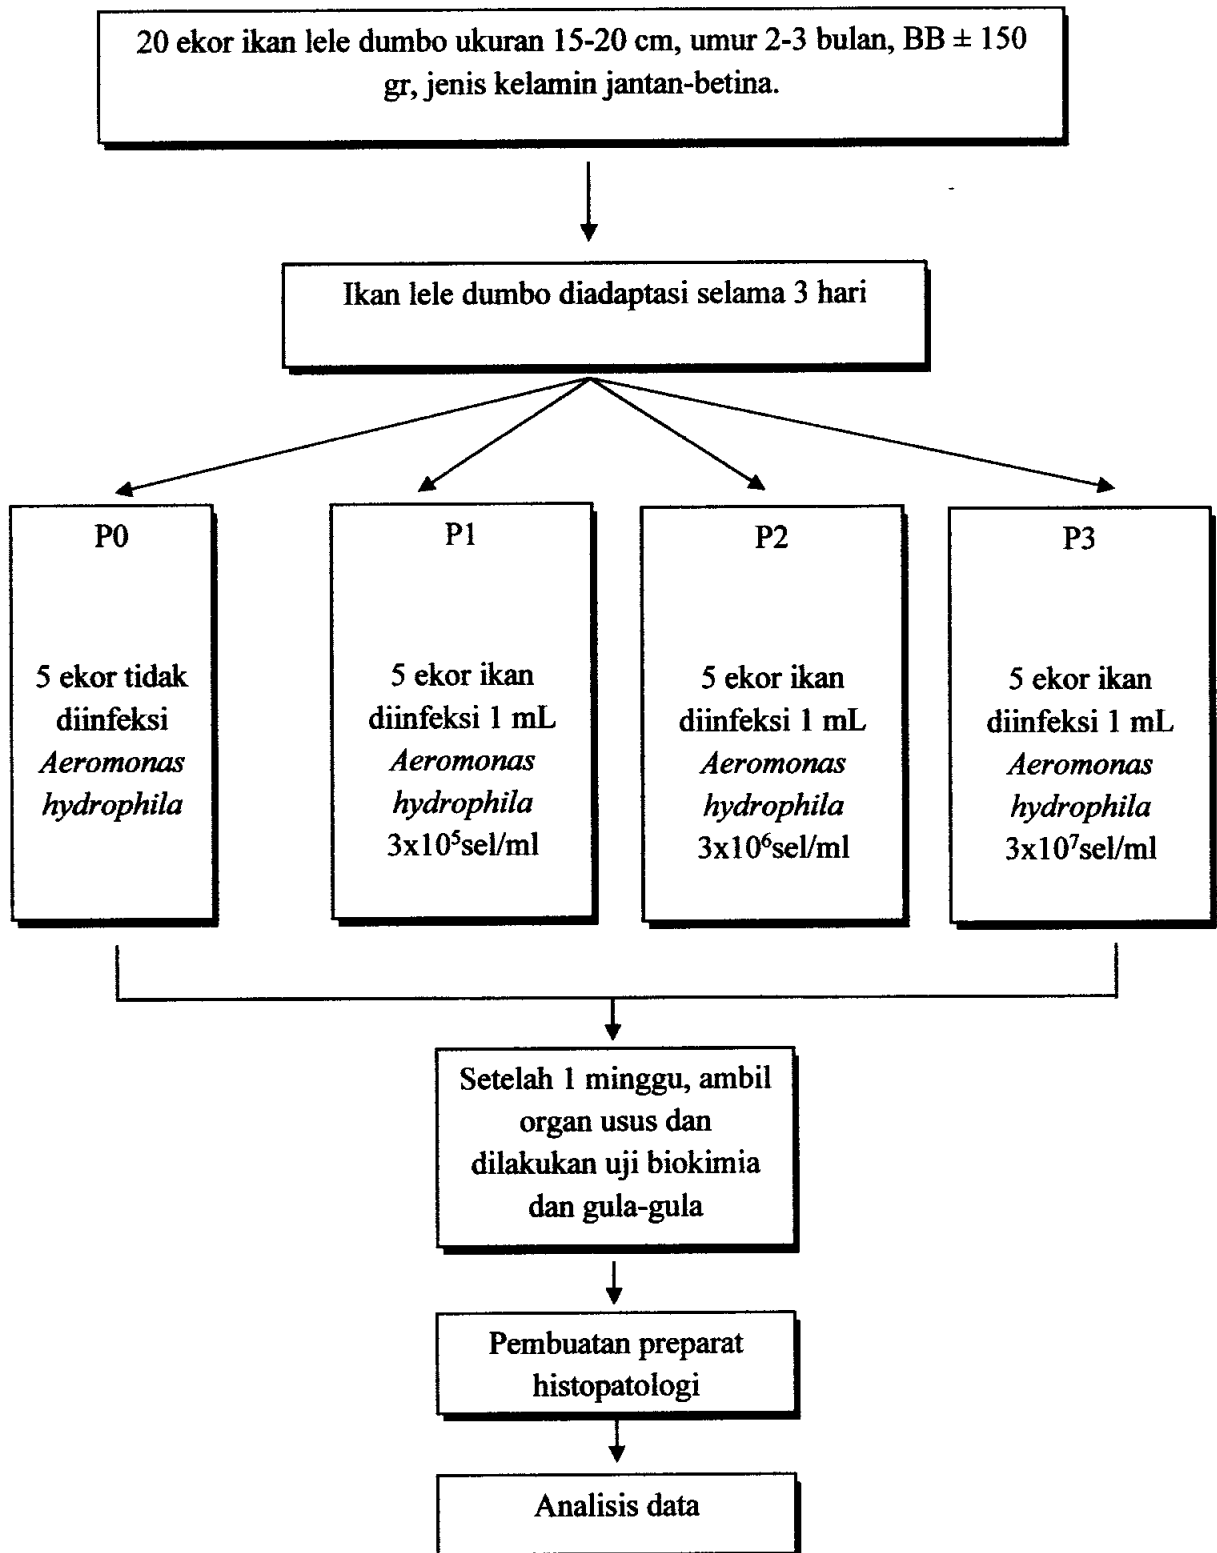 20 ekor ikan lele dumbo ukuran 15-20 cm, umur 2-3 bulan, BB ± 150
gr, jenis kelamin jantan-betina.
Ikan lele dumbo diadaptasi selama 3 hari
P0
5 ekor tidak
diinfeksi
Aeromonas
hydrophila
P1
5 ekor ikan
diinfeksi 1 mL
Aeromonas
hydrophila
3x10⁵sel/ml
P2
5 ekor ikan
diinfeksi 1 mL
Aeromonas
hydrophila
3x10⁶sel/ml
P3
5 ekor ikan
diinfeksi 1 mL
Aeromonas
hydrophila
3x10⁷sel/ml
Setelah 1 minggu, ambil
organ usus dan
dilakukan uji biokimia
dan gula-gula
Pembuatan preparat
histopatologi
Analisis data